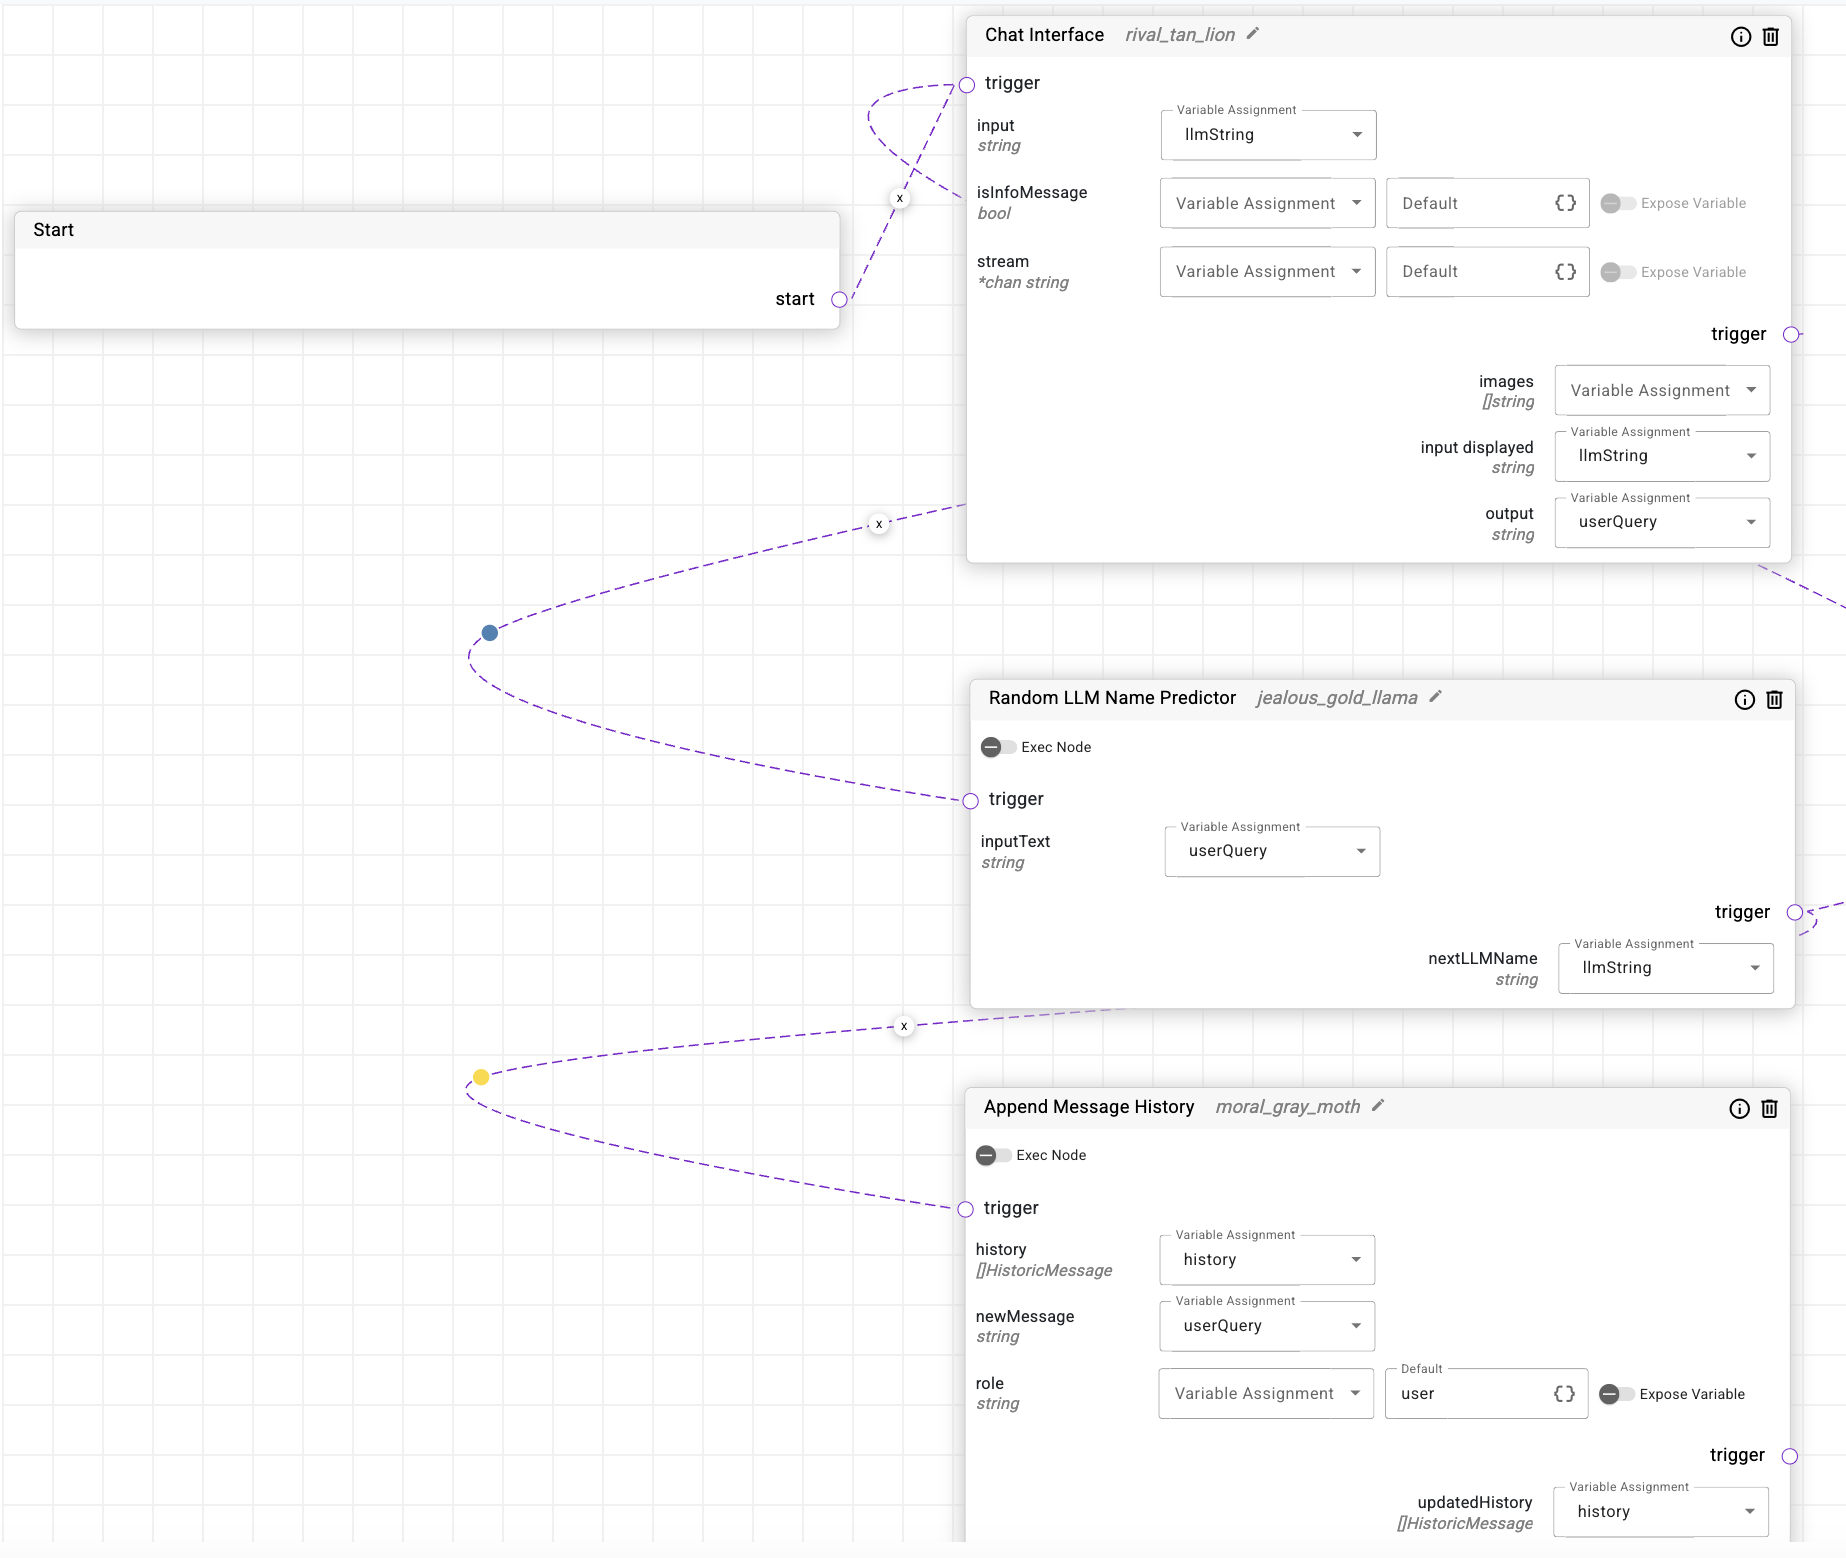 Chat Interface rival_tan_lion
trigger
Variable Assignment
input llmString
string
isInfoMessage Variable Assignment Default {} Expose Variable
bool
stream Variable Assignment Default {} Expose Variable
*chan string
trigger
images Variable Assignment
[]string
Variable Assignment
input displayed llmString
string
Variable Assignment
output userQuery
string
x
Start
start
x
Random LLM Name Predictor jealous_gold_llama
Exec Node
trigger
Variable Assignment
inputText userQuery
string
trigger
Variable Assignment
nextLLMName llmString
string
x
Append Message History moral_gray_moth
Exec Node
trigger
Variable Assignment
history history
[]HistoricMessage
Variable Assignment
newMessage userQuery
string
Default
role Variable Assignment user {} Expose Variable
string
trigger
Variable Assignment
updatedHistory history
[]HistoricMessage